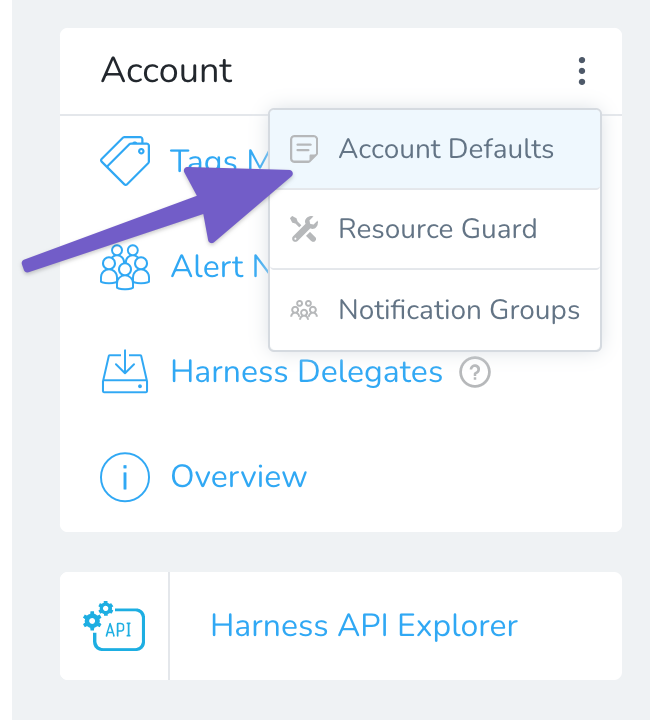 Account
Account Defaults
Tags
Resource Guard
Alert
Notification Groups
Harness Delegates ?
Overview
API
Harness API Explorer